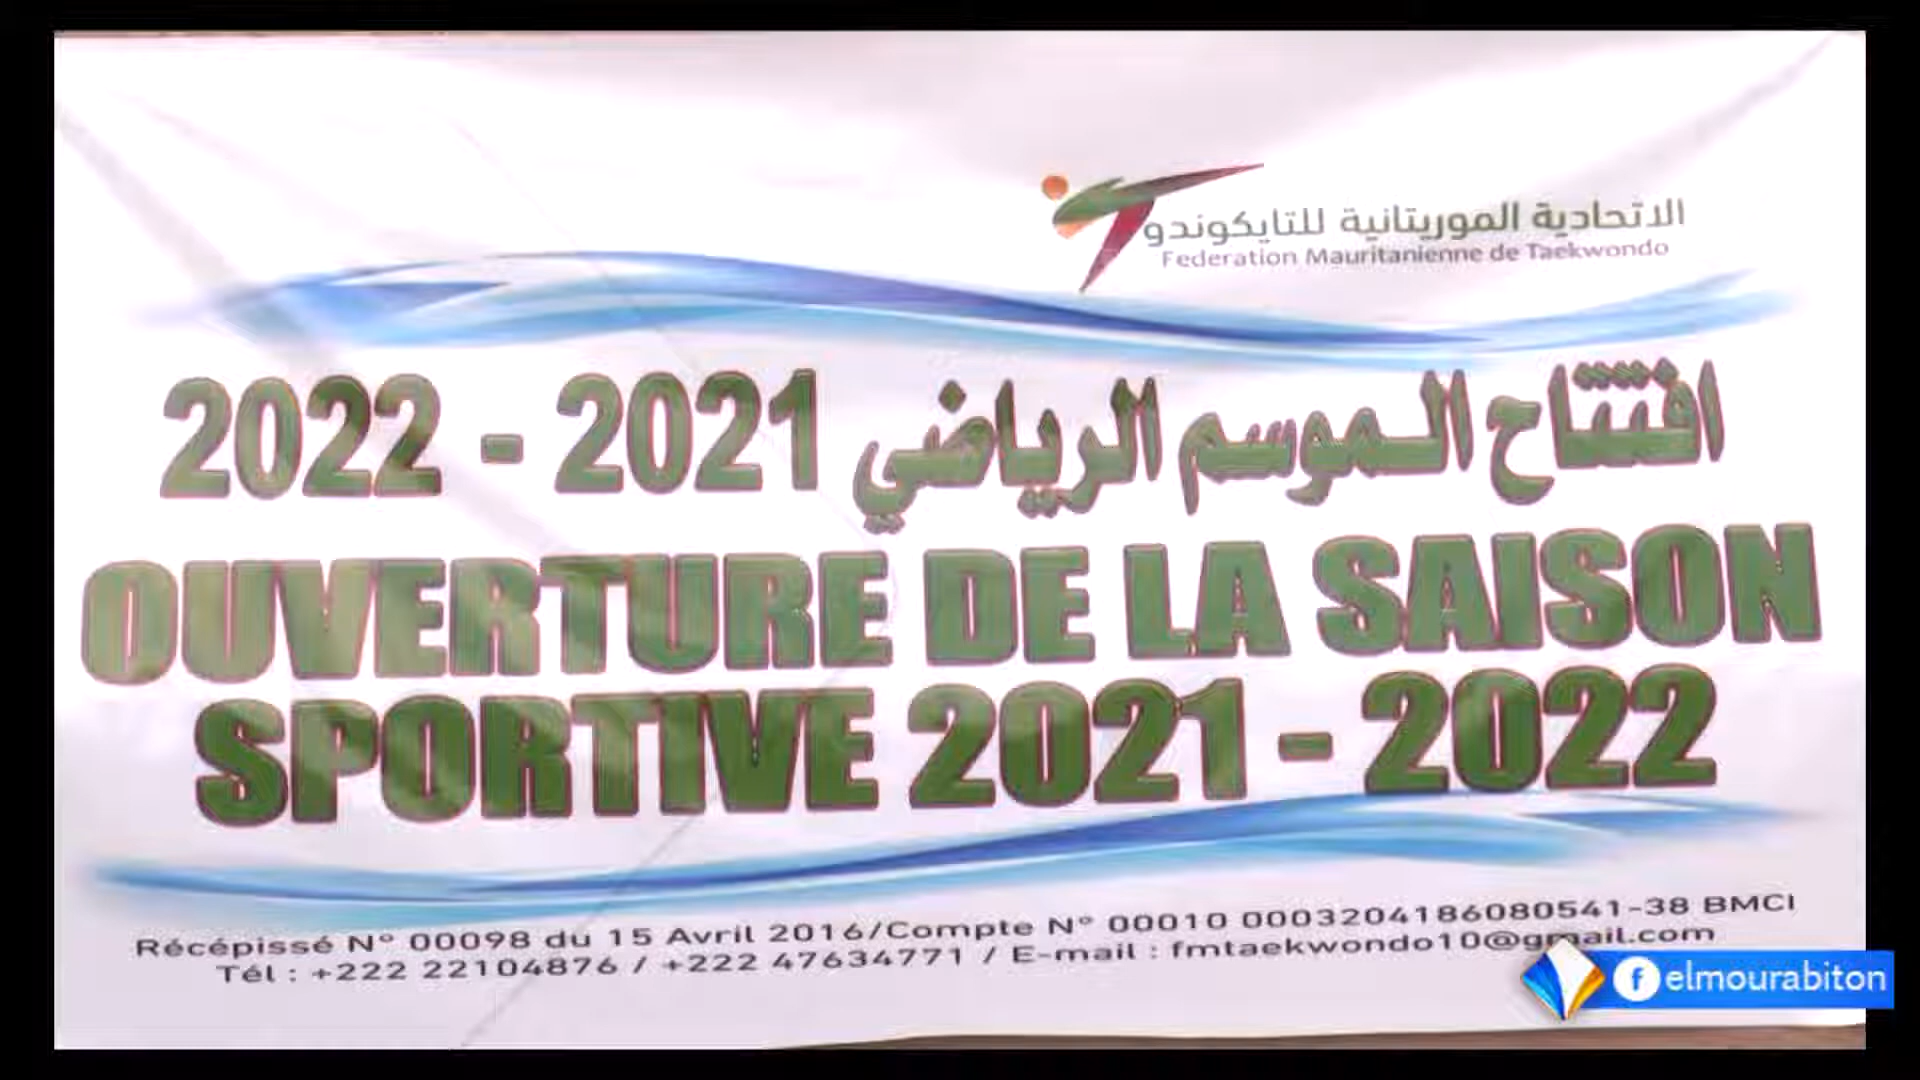 الاتحادية الموريتانية للتايكوندو
Federation Mauritanienne de Taekwondo
افتتاح الموسم الرياضي 2021 - 2022
OUVERTURE DE LA SAISON
SPORTIVE 2021 - 2022
Récépissé N° 00098 du 15 Avril 2016/Compte N° 00010 0003204186080541-38 BMCI
Tél : +222 22104876 / +222 47634771 / E-mail : fmtaekwondo10@gmail.com
elmourabiton